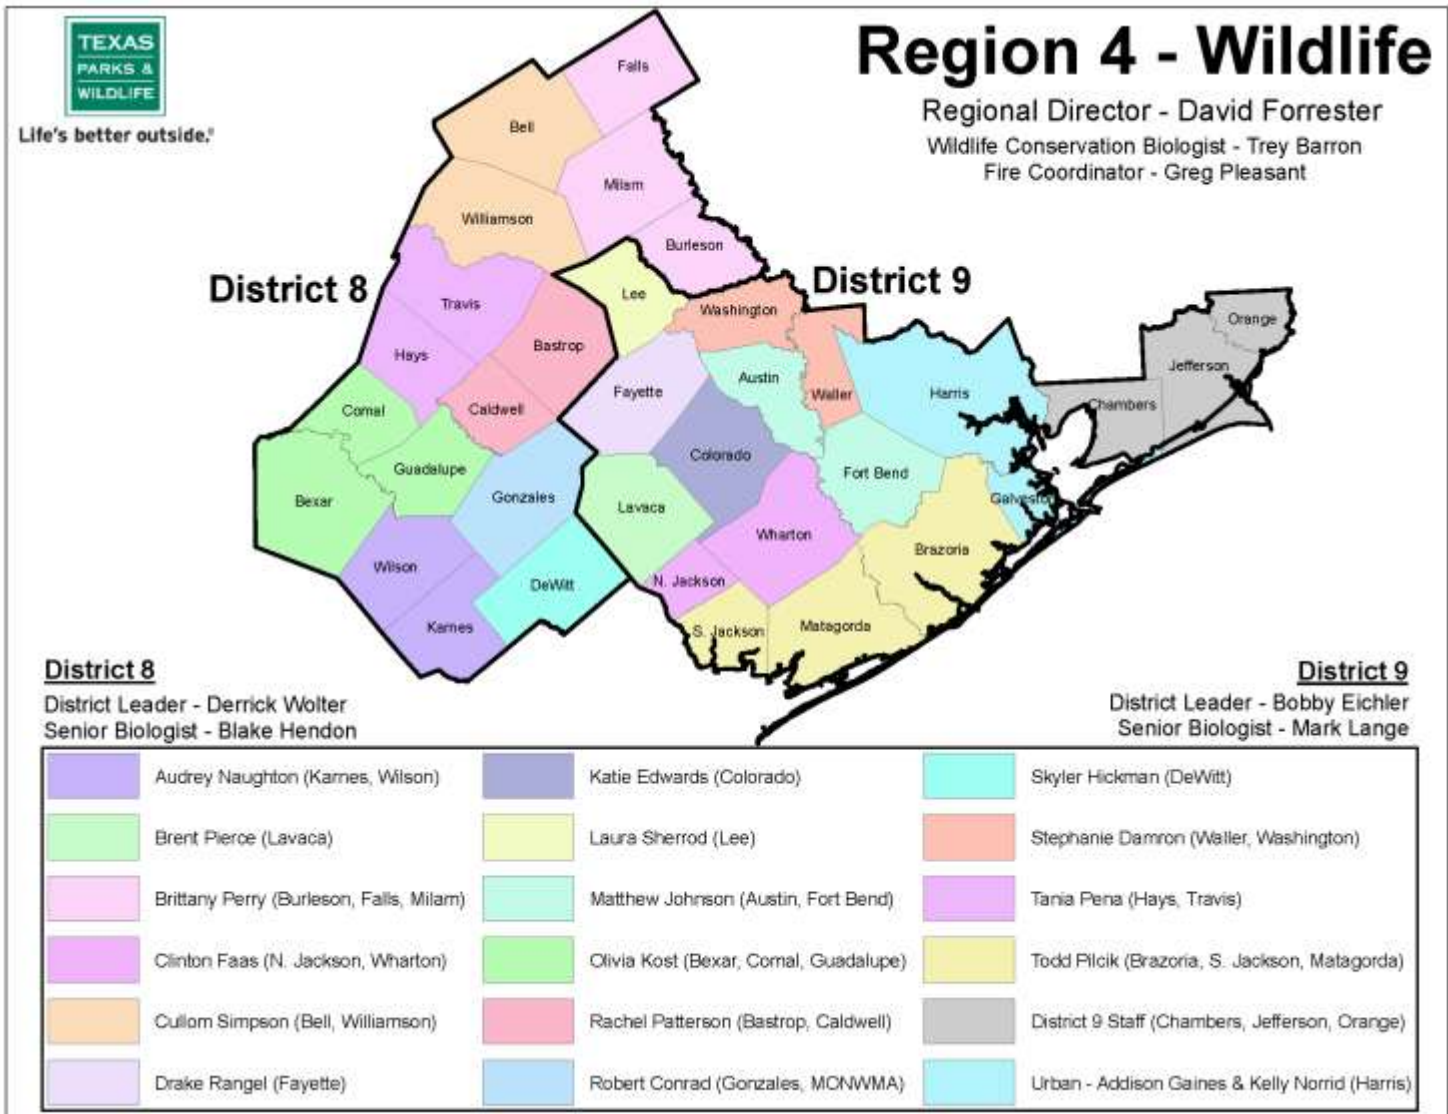 TEXAS
PARKS &
WILDLIFE
Life's better outside.®
Region 4 - Wildlife
Regional Director - David Forrester
Wildlife Conservation Biologist - Trey Barron
Fire Coordinator - Greg Pleasant
Falls
Bell
Milam
Williamson
Burleson
District 8
District 9
Lee
Travis
Washington
Orange
Bastrop
Hays
Jefferson
Austin
Fayette
Waller
Harris
Chambers
Comal
Caldwell
Colorado
Guadalupe
Fort Bend
Bexar
Gonzales
Galveston
Lavaca
Wharton
Brazoria
Wilson
DeWitt
N. Jackson
Karnes
S. Jackson
Matagorda
District 8
District Leader - Derrick Wolter
Senior Biologist - Blake Hendon
District 9
District Leader - Bobby Eichler
Senior Biologist - Mark Lange
Audrey Naughton (Karnes, Wilson)
Brent Pierce (Lavaca)
Brittany Perry (Burleson, Falls, Milam)
Clinton Faas (N. Jackson, Wharton)
Cullom Simpson (Bell, Williamson)
Drake Rangel (Fayette)
Katie Edwards (Colorado)
Laura Sherrod (Lee)
Matthew Johnson (Austin, Fort Bend)
Olivia Kost (Bexar, Comal, Guadalupe)
Rachel Patterson (Bastrop, Caldwell)
Robert Conrad (Gonzales, MONWMA)
Skyler Hickman (DeWitt)
Stephanie Damron (Waller, Washington)
Tania Pena (Hays, Travis)
Todd Pilcik (Brazoria, S. Jackson, Matagorda)
District 9 Staff (Chambers, Jefferson, Orange)
Urban - Addison Gaines & Kelly Norrid (Harris)